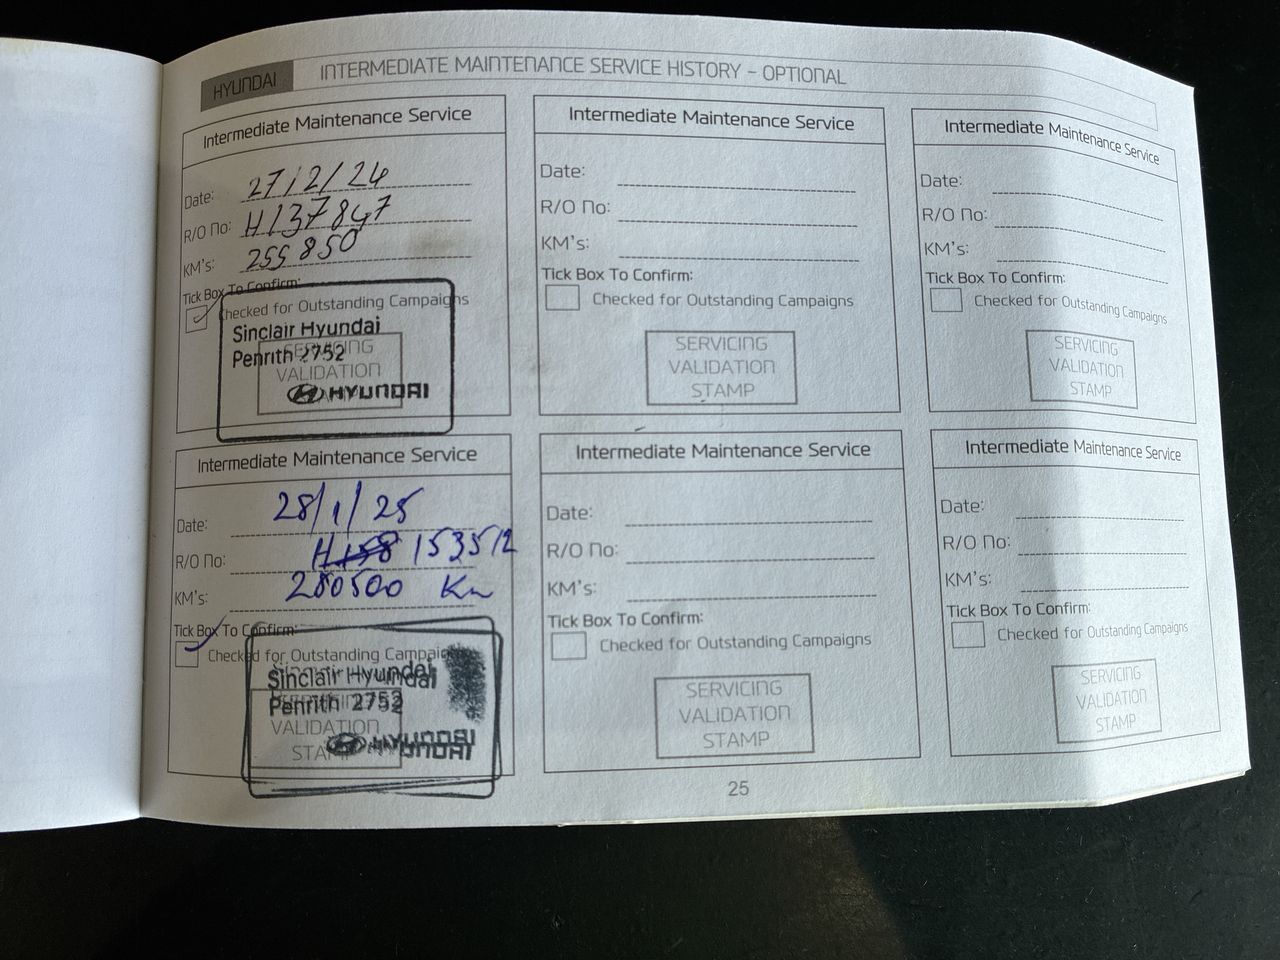 HYUNDAI INTERMEDIATE MAINTENANCE SERVICE HISTORY – OPTIONAL
Intermediate Maintenance Service
Date: 27/2/24
R/O No: H137847
KM's: 255850
Tick Box To Confirm:
Checked for Outstanding Campaigns
SERVICING
VALIDATION
STAMP
Sinclair Hyundai
Penrith 2752
HYUNDAI
Intermediate Maintenance Service
Date:
R/O No:
KM's:
Tick Box To Confirm:
Checked for Outstanding Campaigns
SERVICING
VALIDATION
STAMP
Intermediate Maintenance Service
Date:
R/O No:
KM's:
Tick Box To Confirm:
Checked for Outstanding Campaigns
SERVICING
VALIDATION
STAMP
Intermediate Maintenance Service
Date: 28/1/25
R/O No: H158 153512
KM's: 280500 Km
Tick Box To Confirm:
Checked for Outstanding Campaigns
SERVICING
VALIDATION
STAMP
Sinclair Hyundai
Penrith 2752
HYUNDAI
Intermediate Maintenance Service
Date:
R/O No:
KM's:
Tick Box To Confirm:
Checked for Outstanding Campaigns
SERVICING
VALIDATION
STAMP
Intermediate Maintenance Service
Date:
R/O No:
KM's:
Tick Box To Confirm:
Checked for Outstanding Campaigns
SERVICING
VALIDATION
STAMP
25